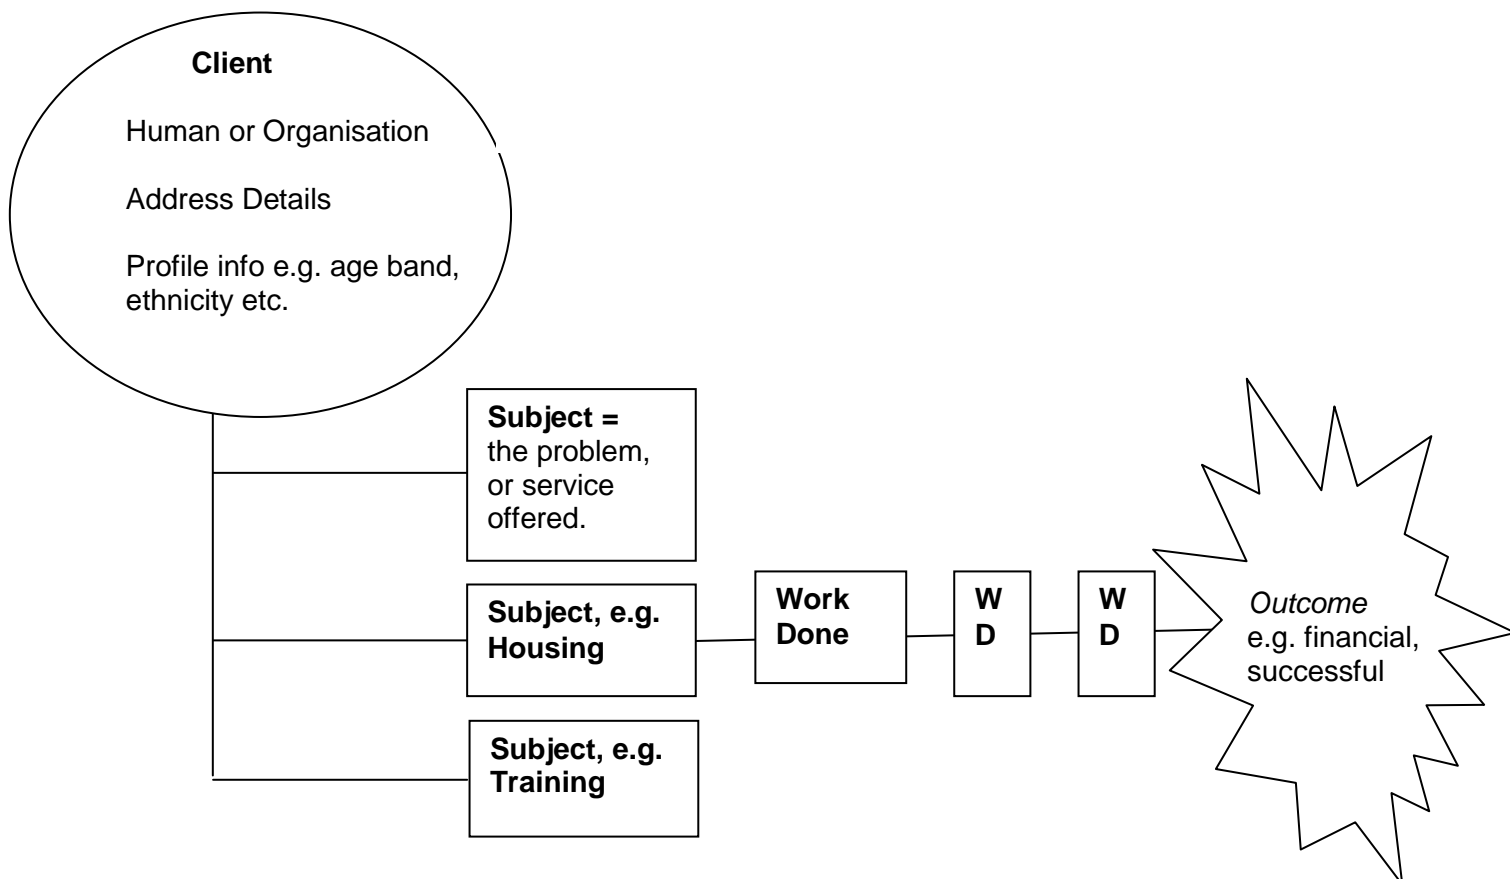 Client
Human or Organisation
Address Details
Profile info e.g. age band,
ethnicity etc.
Subject =
the problem,
or service
offered.
Subject, e.g.
Housing
Work
Done
W
D
W
D
Outcome
e.g. financial,
successful
Subject, e.g.
Training